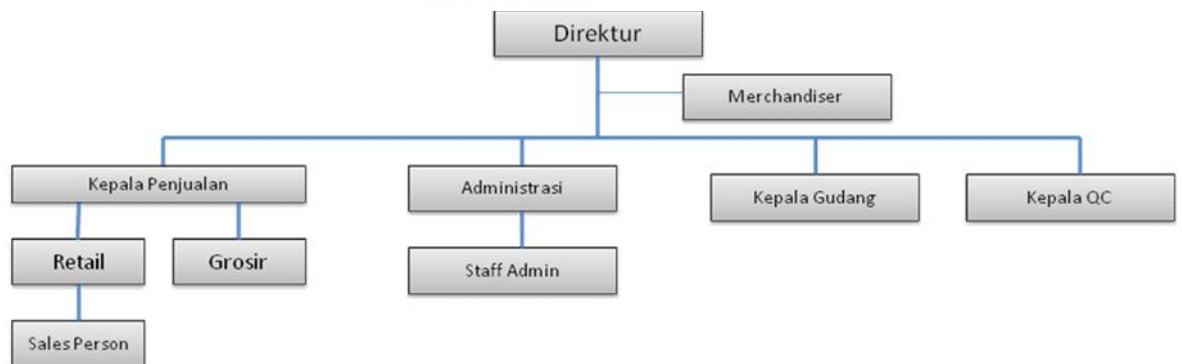 Direktur
Merchandiser
Kepala Penjualan
Administrasi
Kepala Gudang
Kepala QC
Retail
Grosir
Staff Admin
Sales Person